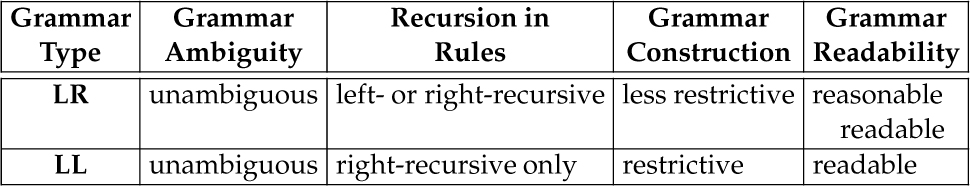 Grammar Type Grammar Ambiguity Recursion in Rules Grammar Construction Grammar Readability
LR unambiguous left- or right-recursive less restrictive reasonable
readable
LL unambiguous right-recursive only restrictive readable